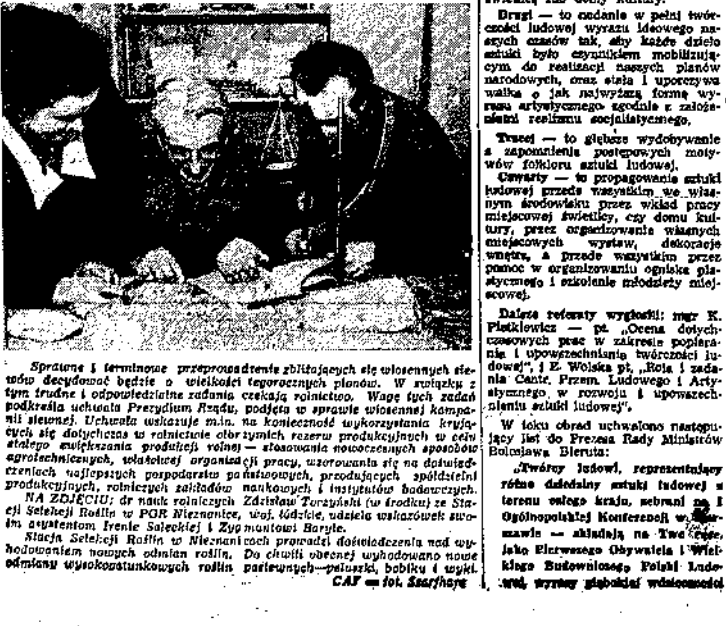 Sprawne i terminowe przeprowadzenie zbliżających się wiosennych sie-
wów decydować będzie o wielkości tegorocznych plonów. W związku z
tym trudne i odpowiedzialne zadania czekają rolnictwo. Wagę tych zadań
podkreśla uchwała Prezydium Rządu, podjęta w sprawie wiosennej kampa-
nii siewnej. Uchwała wskazuje m.in. na konieczność wykorzystania kryją-
cych się dotychczas w rolnictwie olbrzymich rezerw produkcyjnych w celu
stałego zwiększania produkcji rolnej — stosowania nowoczesnych sposobów
agrotechnicznych, właściwej organizacji pracy, wzorowania się na doświad-
czeniach najlepszych gospodarstw państwowych, przodujących spółdzielni
produkcyjnych, rolniczych zakładów naukowych i instytutów badawczych.
NA ZDJĘCIU: dr nauk rolniczych Zdzisław Torzyński (w środku) ze Sta-
cji Selekcji Roślin w PGR Nieznanice, woj. łódzkie, udziela wskazówek swo-
im asystentom Irenie Saleckiej i Zygmuntowi Baryle.
Stacja Selekcji Roślin w Nieznanicach prowadzi doświadczenia nad wy-
hodowaniem nowych odmian roślin. Do chwili obecnej wyhodowano nowe
odmiany wysokogatunkowych roślin pastewnych—peluszki, bobiku i wyki.
CAF — fot. Szarfharc
Drugi — to nadanie w pełni twór-
czości ludowej wyrazu ideowego na-
szych czasów tak, aby każde dzieło
sztuki było czynnikiem mobilizują-
cym do realizacji naszych planów
narodowych, oraz stała i uporczywa
walka o jak najwyższą formę wy-
razu artystycznego zgodnie z założe-
niami realizmu socjalistycznego.
Trzeci — to głębsze wydobywanie
z zapomnienia postępowych moty-
wów folkloru sztuki ludowej.
Czwarty — to propagowanie sztuki
ludowej przede wszystkim we włas-
nym środowisku przez wkład pracy
miejscowej świetlicy, czy domu kul-
tury, przez organizowanie własnych
miejscowych wystaw, dekoracje
wnętrz, a przede wszystkim przez
pomoc w organizowaniu ogniska pla-
stycznego i szkolenie młodzieży miej-
scowej.
Dalsze referaty wygłosili: mgr K.
Pietkiewicz — pt. „Ocena dotych-
czasowych prac w zakresie popiera-
nia i upowszechniania twórczości lu-
dowej", i E. Wolska pt. „Rola i zada-
nia Centr. Przem. Ludowego i Arty-
stycznego w rozwoju i upowszech-
nieniu sztuki ludowej".
W toku obrad uchwalono następu-
jący list do Prezesa Rady Ministrów
Bolesława Bieruta:
„Twórcy ludowi, reprezentujący
różne dziedziny sztuki ludowej z
terenu całego kraju, zebrani na I
Ogólnopolskiej Konferencji w War-
szawie — składają na Twe ręce,
jako Pierwszego Obywatela i Wiel-
kiego Budowniczego Polski Ludo-
wej, wyrazy głębokiej wdzięczności